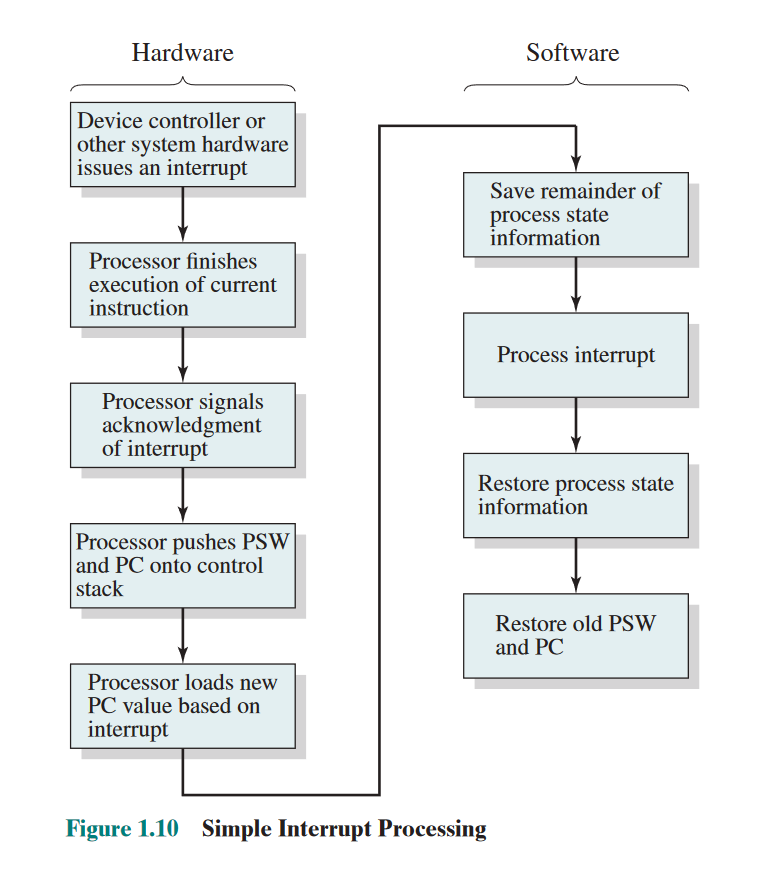 Hardware
Device controller or
other system hardware
issues an interrupt
Processor finishes
execution of current
instruction
Processor signals
acknowledgment
of interrupt
Processor pushes PSW
and PC onto control
stack
Processor loads new
PC value based on
interrupt
Software
Save remainder of
process state
information
Process interrupt
Restore process state
information
Restore old PSW
and PC
Figure 1.10 Simple Interrupt Processing